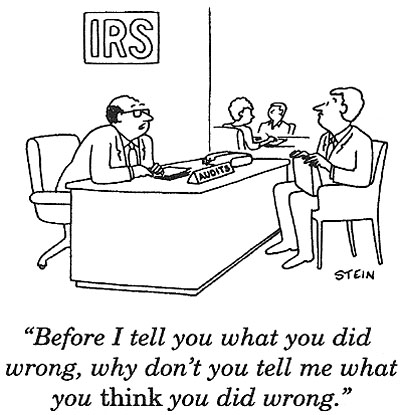 IRS
AUDITS
STEIN
“Before I tell you what you did
wrong, why don’t you tell me what
you think you did wrong.”